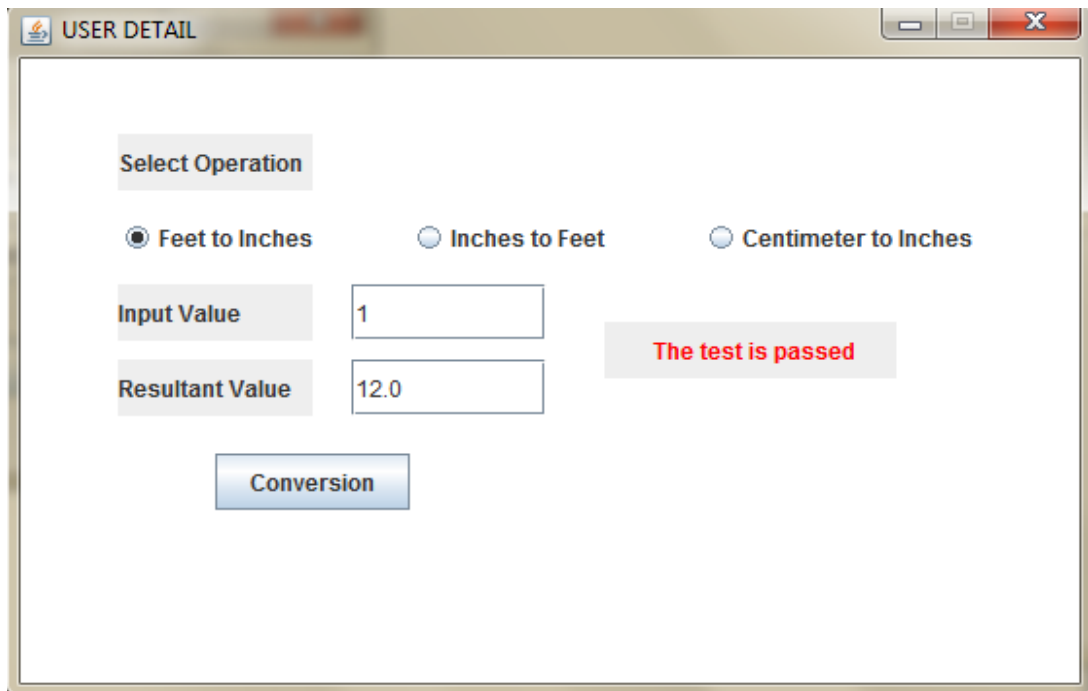 USER DETAIL
Select Operation
Feet to Inches Inches to Feet Centimeter to Inches
Input Value 1
The test is passed
Resultant Value 12.0
Conversion